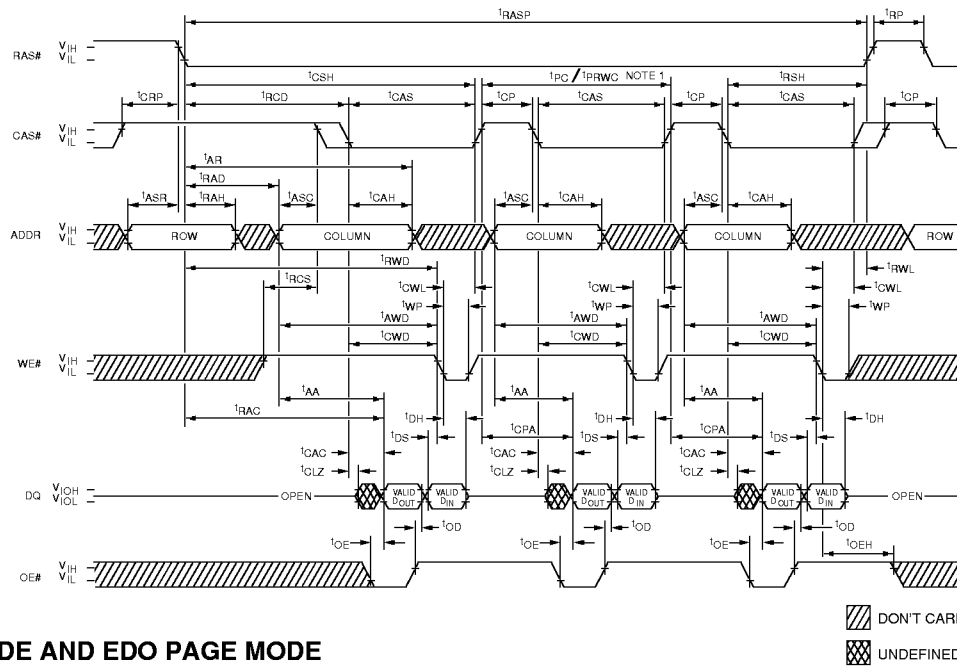 tRASP
tRP
RAS# VIH VIL
tCSH
tPC / tPRWC NOTE 1
tRSH
tCRP tRCD tCAS tCP tCAS tCP tCAS tCP
CAS# VIH VIL
tAR
tRAD
tASR tRAH tASC tCAH tASC tCAH tASC tCAH
ADDR VIH VIL ROW COLUMN COLUMN COLUMN ROW
tRWD tRWL
tRCS tCWL tCWL tCWL
tWP tWP tWP
tAWD tAWD tAWD
tCWD tCWD tCWD
WE# VIH VIL
tAA tAA tAA
tRAC tDH tDH tDH
tCPA tCPA
tDS tDS tDS
tCAC tCAC tCAC
tCLZ tCLZ tCLZ
DQ VIOH VIOL OPEN VALID DOUT VALID DIN VALID DOUT VALID DIN VALID DOUT VALID DIN OPEN
tOD tOD tOD
tOE tOE tOE
tOEH
OE# VIH VIL
DON'T CARE
DE AND EDO PAGE MODE
UNDEFINED